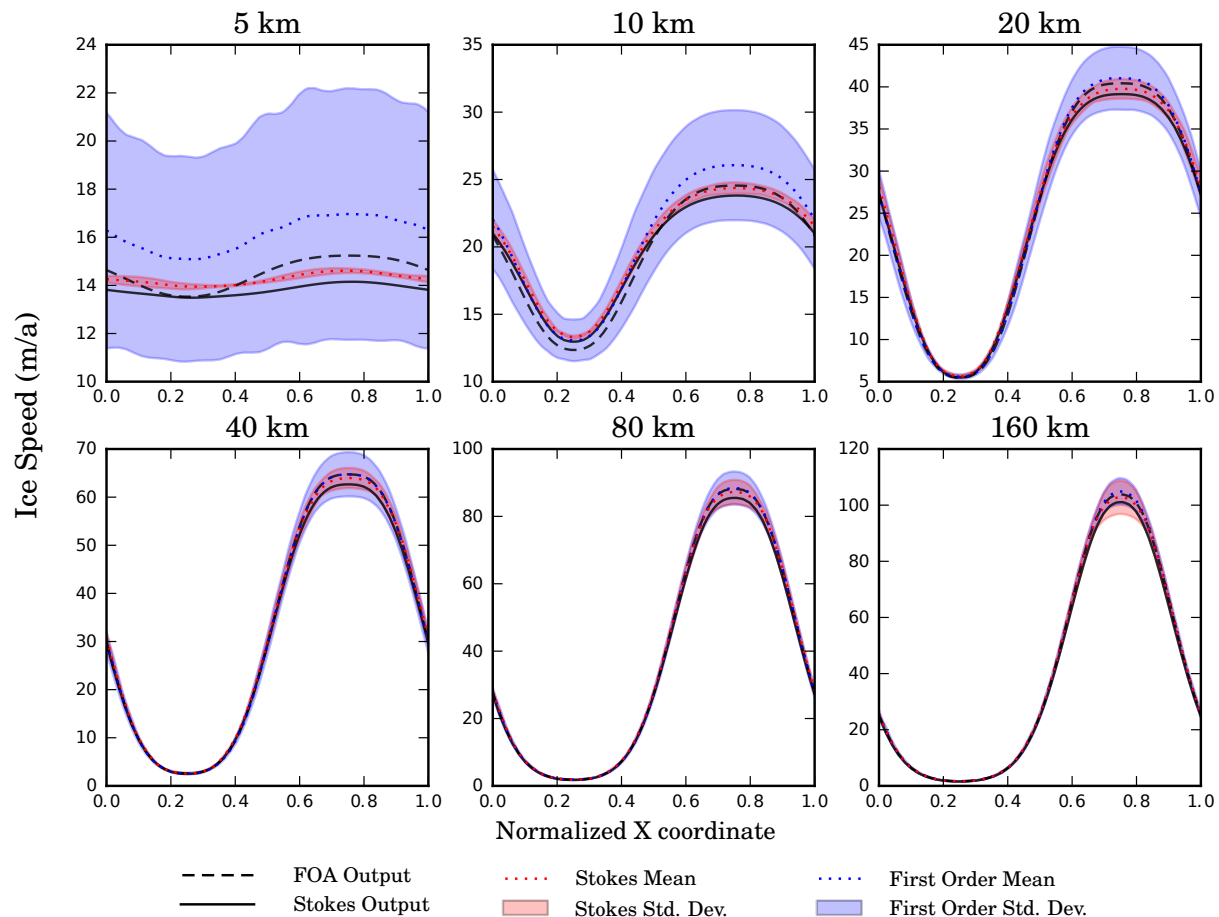 5 km
10 km
20 km
24
22
20
18
16
14
12
10
0.0 0.2 0.4 0.6 0.8 1.0
35
30
25
20
15
10
0.0 0.2 0.4 0.6 0.8 1.0
45
40
35
30
25
20
15
10
5
0.0 0.2 0.4 0.6 0.8 1.0
Ice Speed (m/a)
40 km
80 km
160 km
70
60
50
40
30
20
10
0
0.0 0.2 0.4 0.6 0.8 1.0
100
80
60
40
20
0
0.0 0.2 0.4 0.6 0.8 1.0
120
100
80
60
40
20
0
0.0 0.2 0.4 0.6 0.8 1.0
Normalized X coordinate
FOA Output
Stokes Output
Stokes Mean
Stokes Std. Dev.
First Order Mean
First Order Std. Dev.